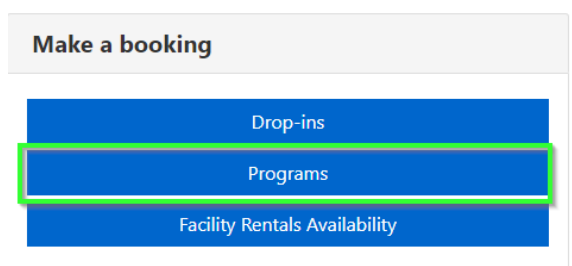 Make a booking
Drop-ins
Programs
Facility Rentals Availability